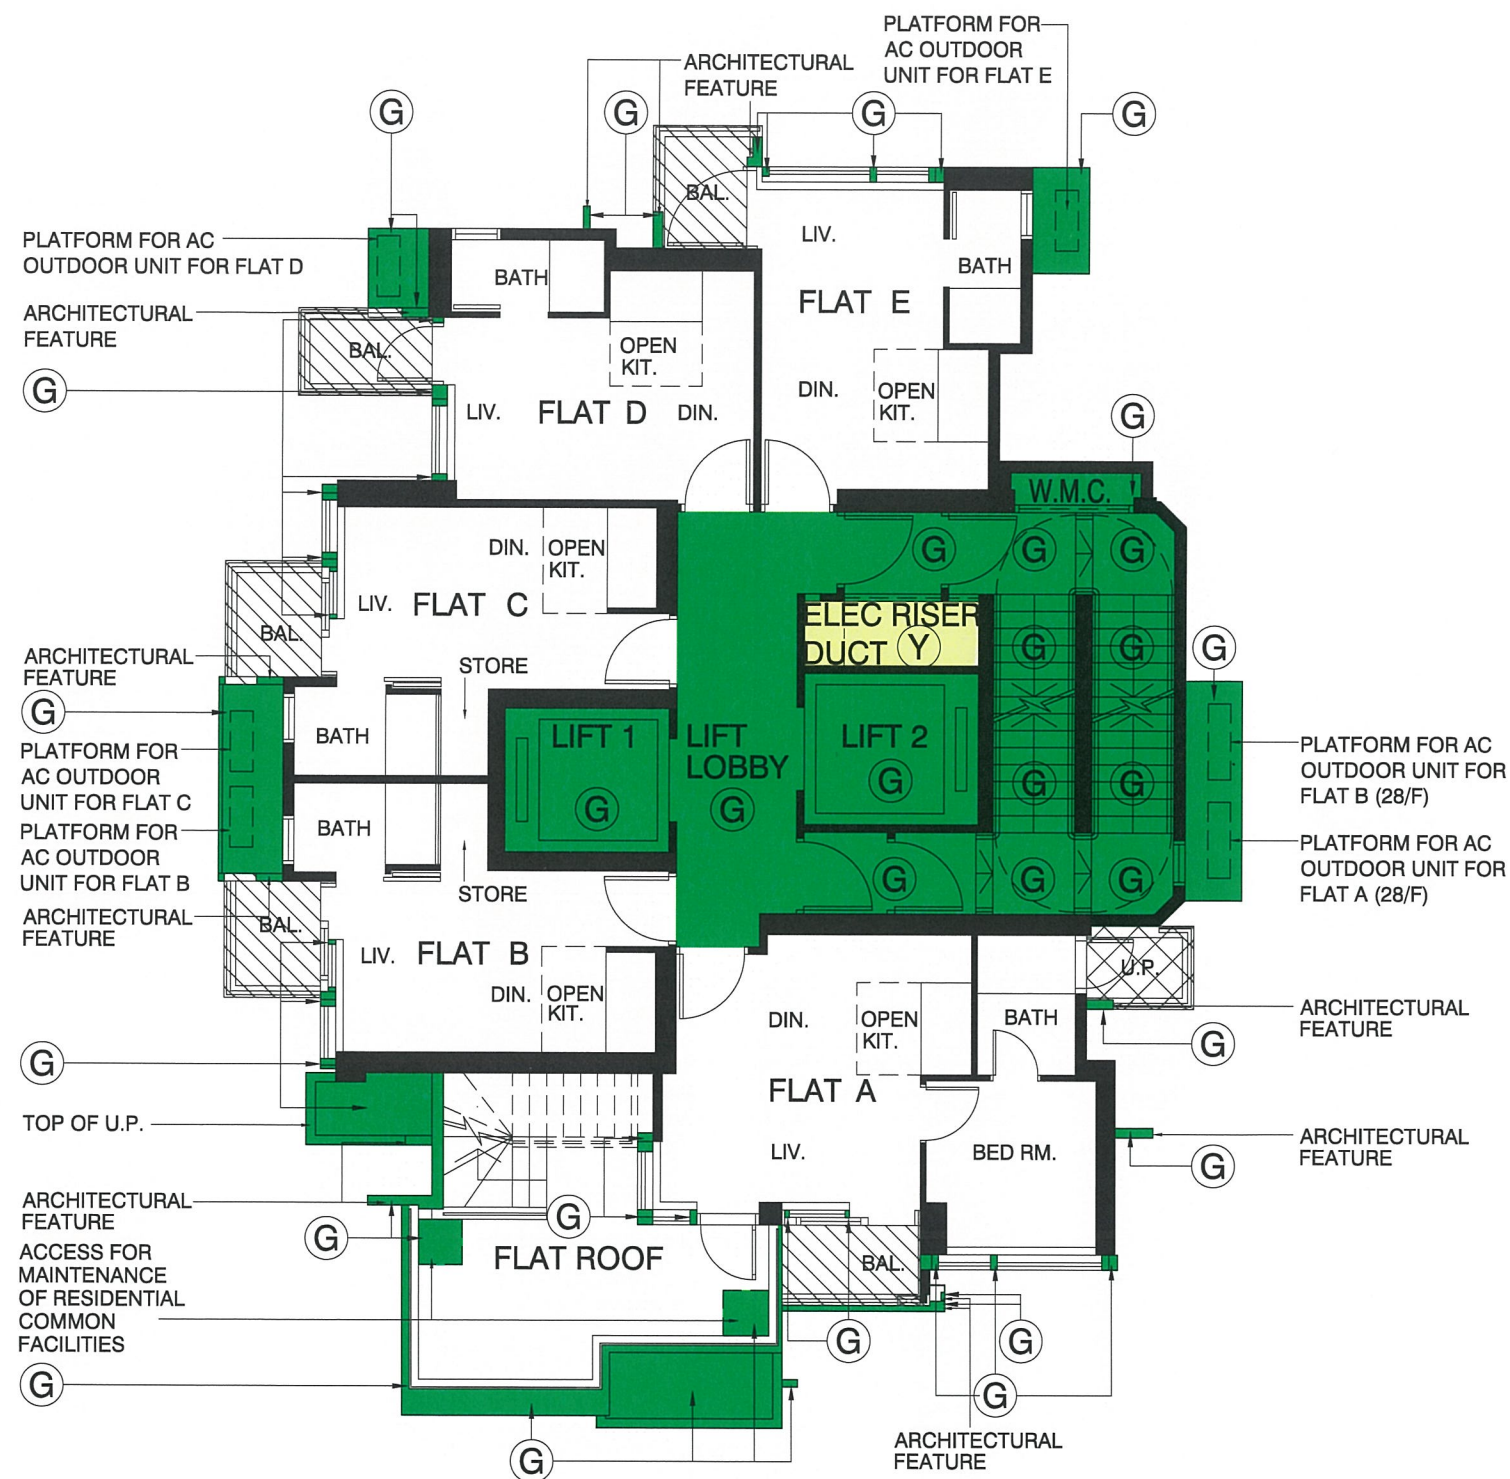 PLATFORM FOR
AC OUTDOOR
UNIT FOR FLAT E
ARCHITECTURAL
FEATURE
G
G
G
G
BAL.
LIV.
BATH
FLAT E
PLATFORM FOR AC
OUTDOOR UNIT FOR FLAT D
BATH
ARCHITECTURAL
FEATURE
BAL.
OPEN
KIT.
G
LIV.
FLAT D
DIN.
DIN.
OPEN
KIT.
G
W.M.C.
DIN.
OPEN
KIT.
G
G
G
LIV.
FLAT C
BAL.
ELEC RISER
DUCT
Y
G
G
G
ARCHITECTURAL
FEATURE
STORE
G
BATH
LIFT 1
LIFT
LOBBY
LIFT 2
PLATFORM FOR
AC OUTDOOR
UNIT FOR FLAT C
PLATFORM FOR AC
OUTDOOR UNIT FOR
FLAT B (28/F)
G
G
G
G
G
PLATFORM FOR
AC OUTDOOR
UNIT FOR FLAT B
BATH
PLATFORM FOR AC
OUTDOOR UNIT FOR
FLAT A (28/F)
STORE
G
G
G
ARCHITECTURAL
FEATURE
BAL.
LIV.
FLAT B
DIN.
OPEN
KIT.
U.P.
DIN.
OPEN
KIT.
BATH
ARCHITECTURAL
FEATURE
G
G
FLAT A
TOP OF U.P.
LIV.
BED RM.
ARCHITECTURAL
FEATURE
G
ARCHITECTURAL
FEATURE
G
G
FLAT ROOF
BAL.
ACCESS FOR
MAINTENANCE
OF RESIDENTIAL
COMMON
FACILITIES
G
G
G
G
G
ARCHITECTURAL
FEATURE